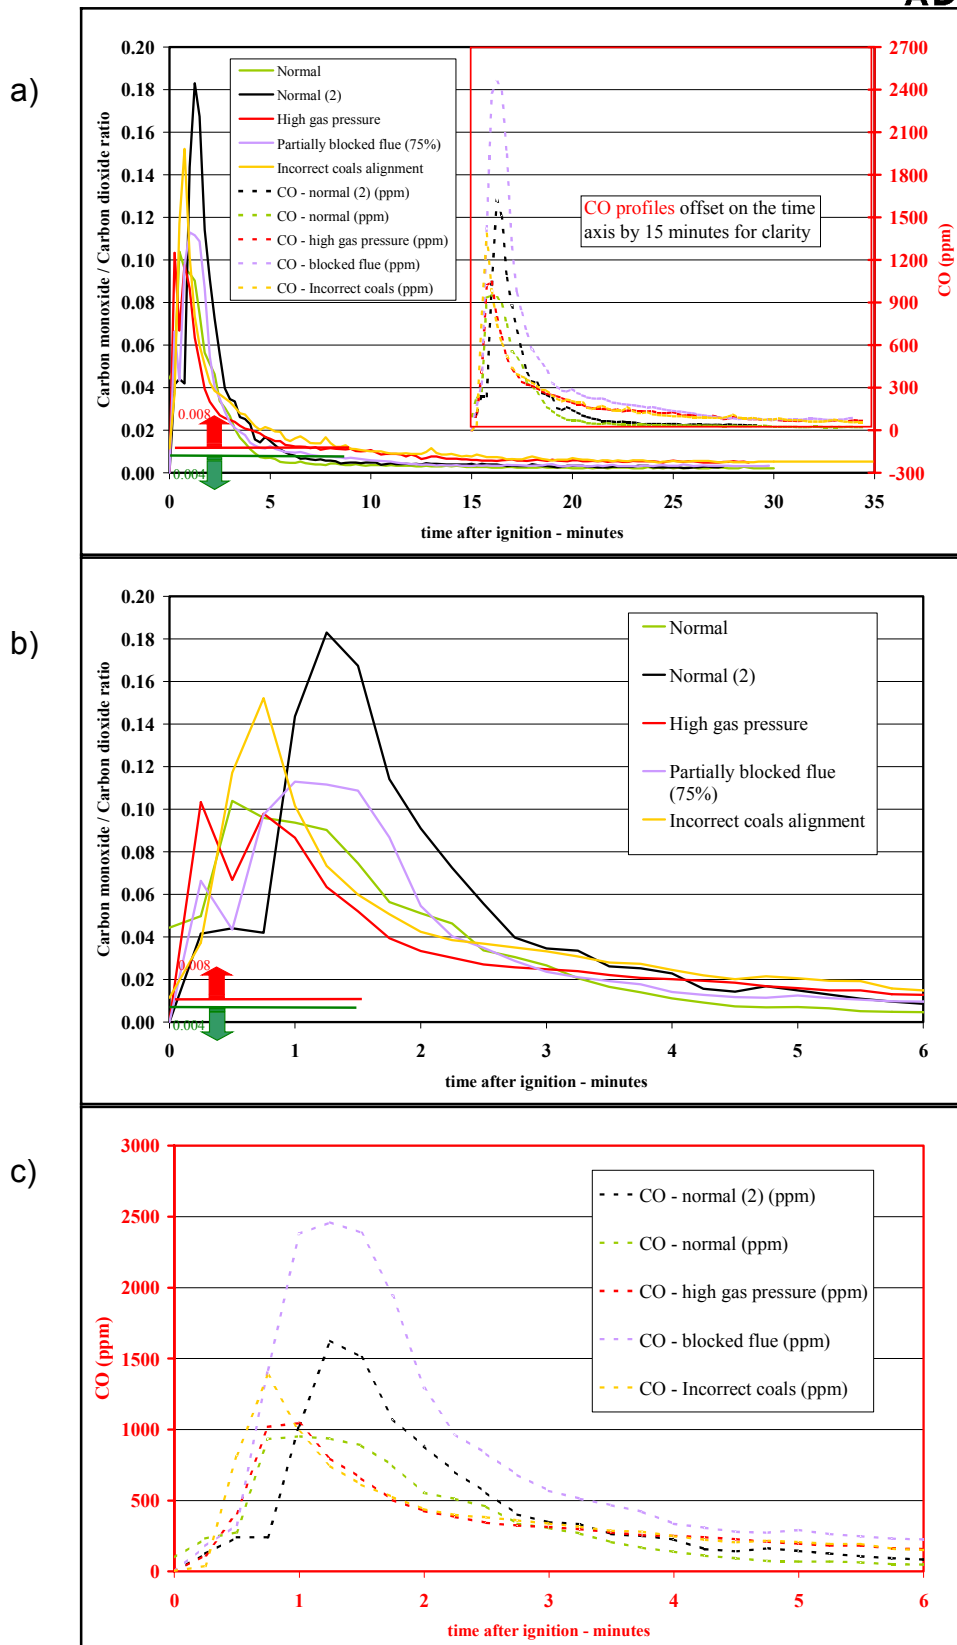 a)
0.20
0.18
0.16
0.14
0.12
0.10
0.08
0.06
0.04
0.02
0.00
Carbon monoxide / Carbon dioxide ratio
Normal
Normal (2)
High gas pressure
Partially blocked flue (75%)
Incorrect coals alignment
CO - normal (2) (ppm)
CO - normal (ppm)
CO - high gas pressure (ppm)
CO - blocked flue (ppm)
CO - Incorrect coals (ppm)
CO profiles offset on the time
axis by 15 minutes for clarity
2700
2400
2100
1800
1500
1200
900
600
300
0
-300
CO (ppm)
0.008
0.004
0 5 10 15 20 25 30 35
time after ignition - minutes
b)
0.20
0.18
0.16
0.14
0.12
0.10
0.08
0.06
0.04
0.02
0.00
Carbon monoxide / Carbon dioxide ratio
Normal
Normal (2)
High gas pressure
Partially blocked flue
(75%)
Incorrect coals alignment
0.008
0.004
0 1 2 3 4 5 6
time after ignition - minutes
c)
3000
2500
2000
1500
1000
500
0
CO (ppm)
CO - normal (2) (ppm)
CO - normal (ppm)
CO - high gas pressure (ppm)
CO - blocked flue (ppm)
CO - Incorrect coals (ppm)
0 1 2 3 4 5 6
time after ignition - minutes